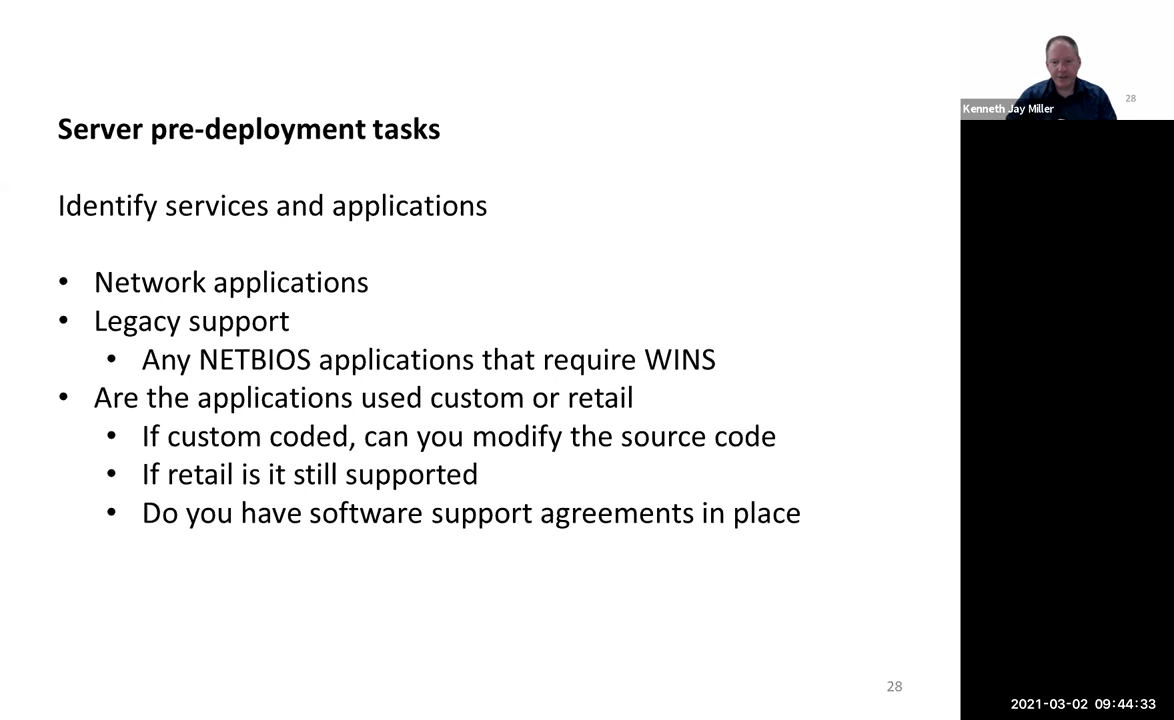 Server pre-deployment tasks
Identify services and applications
• Network applications
• Legacy support
• Any NETBIOS applications that require WINS
• Are the applications used custom or retail
• If custom coded, can you modify the source code
• If retail is it still supported
• Do you have software support agreements in place
28
Kenneth Jay Miller
28
2021-03-02 09:44:33